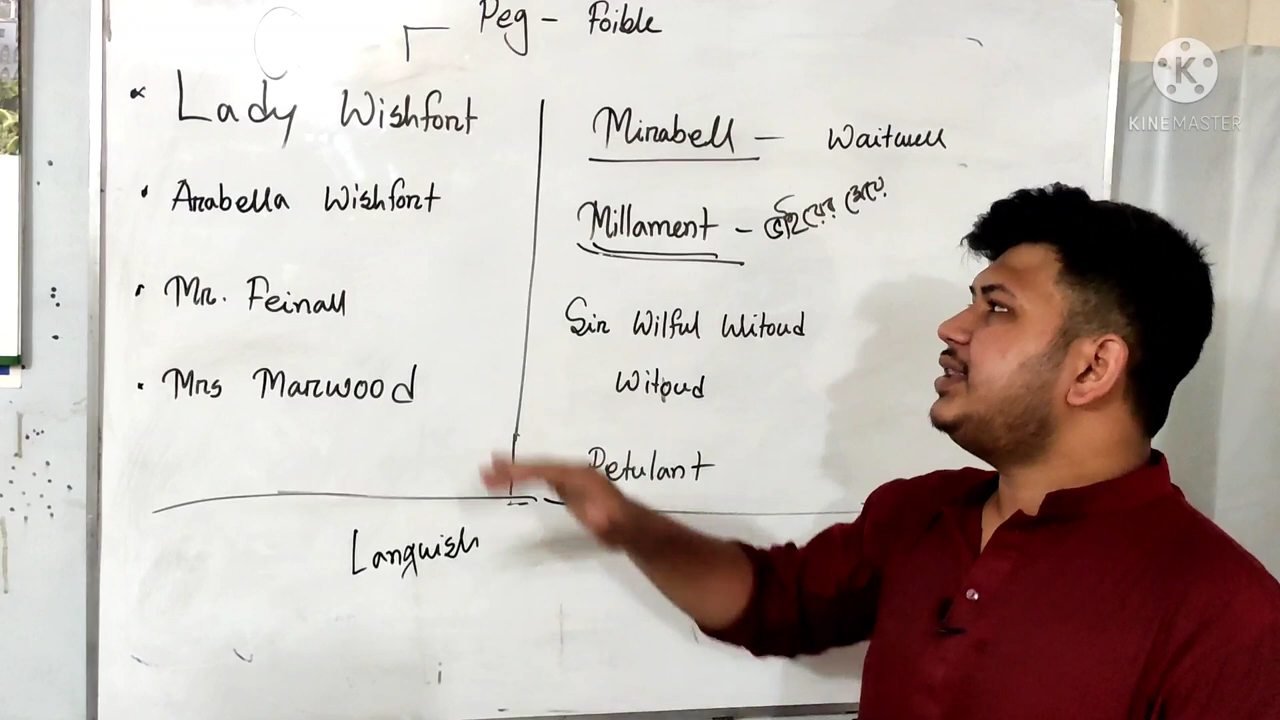 Peg - Foible
Lady Wishfort
Arabella Wishfort
Mr. Feinall
Mrs Marwood
Mirabell - Waitwell
Millament - ভাইয়ের মেয়ে
Sir Wilful Witoud
Witoud
Petulant
Languish
K
KINEMASTER